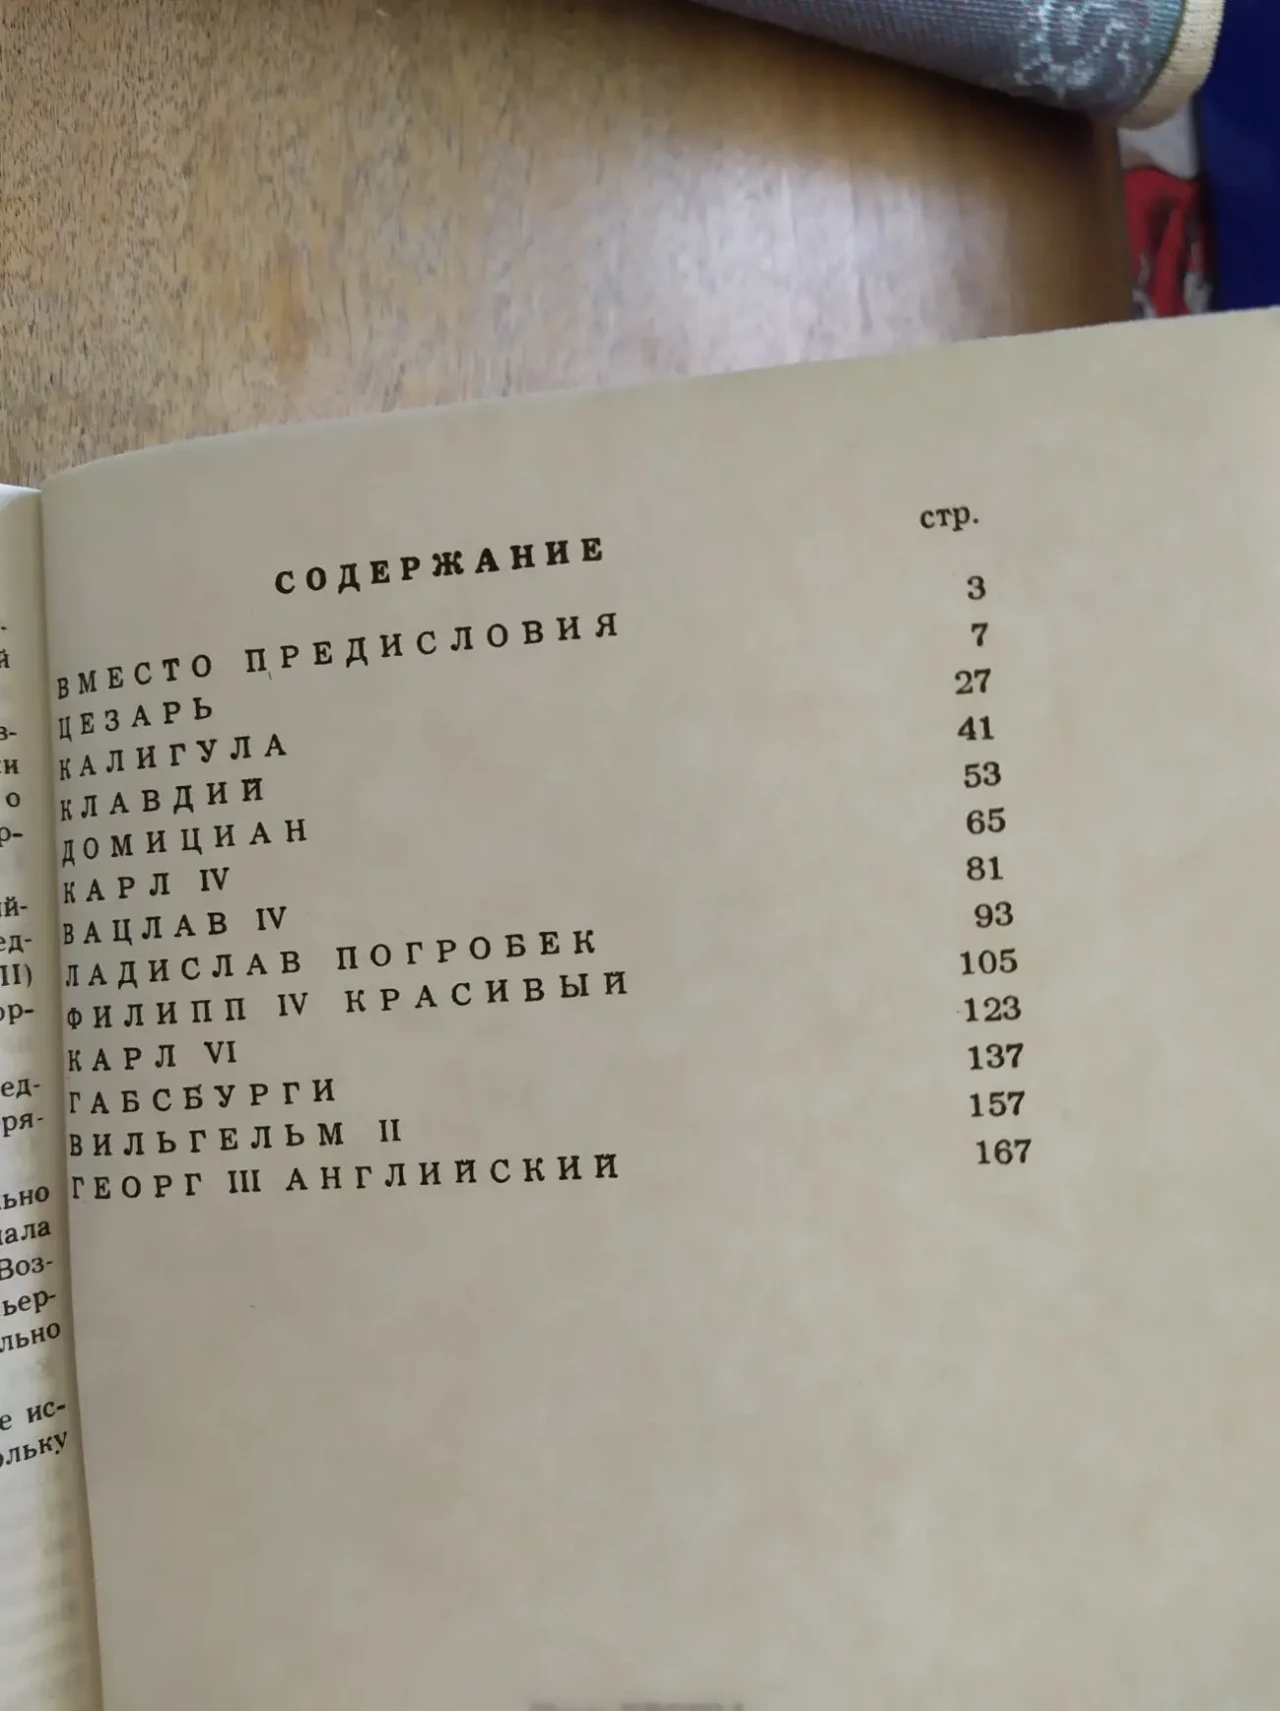 стр.
СОДЕРЖАНИЕ
ВМЕСТО ПРЕДИСЛОВИЯ 3
ЦЕЗАРЬ 7
КАЛИГУЛА 27
КЛАВДИЙ 41
ДОМИЦИАН 53
КАРЛ IV 65
ВАЦЛАВ IV 81
ЛАДИСЛАВ ПОГРОБЕК 93
ФИЛИПП IV КРАСИВЫЙ 105
КАРЛ VI 123
ГАБСБУРГИ 137
ВИЛЬГЕЛЬМ II 157
ГЕОРГ III АНГЛИЙСКИЙ 167